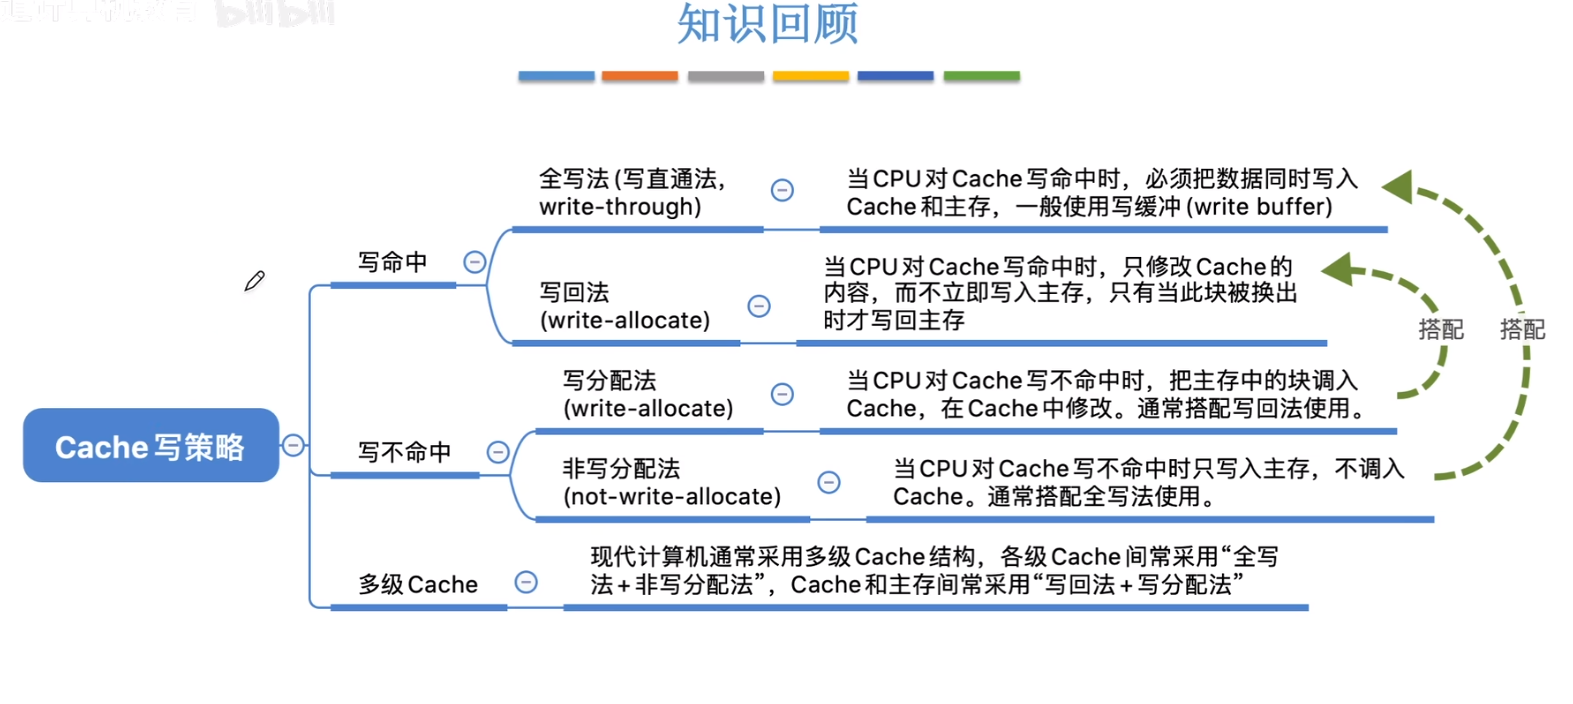 bilibili
知识回顾
全写法 (写直通法,
write-through)
当CPU对Cache写命中时，必须把数据同时写入
Cache和主存，一般使用写缓冲 (write buffer)
写命中
写回法
(write-allocate)
当CPU对Cache写命中时，只修改Cache的
内容，而不立即写入主存，只有当此块被换出
时才写回主存
搭配
搭配
Cache写策略
写不命中
写分配法
(write-allocate)
当CPU对Cache写不命中时，把主存中的块调入
Cache，在Cache中修改。通常搭配写回法使用。
非写分配法
(not-write-allocate)
当CPU对Cache写不命中时只写入主存，不调入
Cache。通常搭配全写法使用。
多级Cache
现代计算机通常采用多级Cache结构，各级Cache间常采用“全写
法+非写分配法”，Cache和主存间常采用“写回法+写分配法”